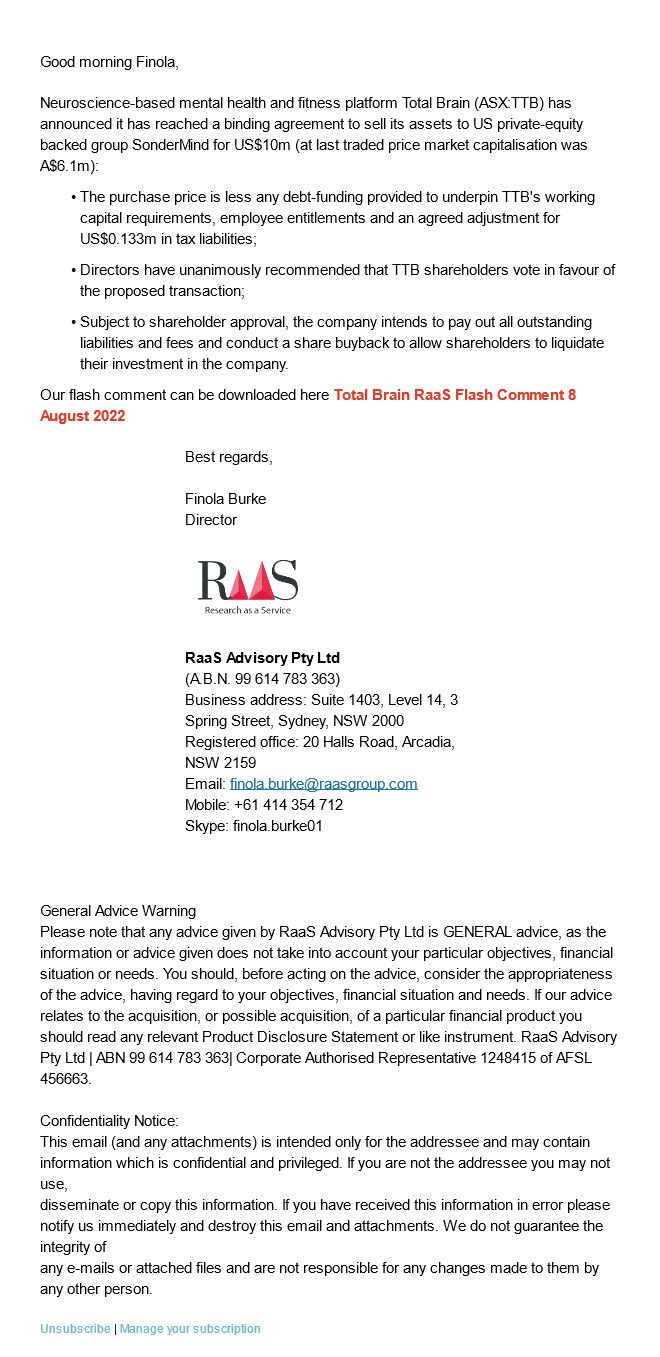 Good morning Finola,
Neuroscience-based mental health and fitness platform Total Brain (ASX:TTB) has
announced it has reached a binding agreement to sell its assets to US private-equity
backed group SonderMind for US$10m (at last traded price market capitalisation was
A$6.1m):
• The purchase price is less any debt-funding provided to underpin TTB's working
capital requirements, employee entitlements and an agreed adjustment for
US$0.133m in tax liabilities;
• Directors have unanimously recommended that TTB shareholders vote in favour of
the proposed transaction;
• Subject to shareholder approval, the company intends to pay out all outstanding
liabilities and fees and conduct a share buyback to allow shareholders to liquidate
their investment in the company.
Our flash comment can be downloaded here Total Brain RaaS Flash Comment 8
August 2022
Best regards,
Finola Burke
Director
RAAS
Research as a Service
RaaS Advisory Pty Ltd
(A.B.N. 99 614 783 363)
Business address: Suite 1403, Level 14, 3
Spring Street, Sydney, NSW 2000
Registered office: 20 Halls Road, Arcadia,
NSW 2159
Email: finola.burke@raasgroup.com
Mobile: +61 414 354 712
Skype: finola.burke01
General Advice Warning
Please note that any advice given by RaaS Advisory Pty Ltd is GENERAL advice, as the
information or advice given does not take into account your particular objectives, financial
situation or needs. You should, before acting on the advice, consider the appropriateness
of the advice, having regard to your objectives, financial situation and needs. If our advice
relates to the acquisition, or possible acquisition, of a particular financial product you
should read any relevant Product Disclosure Statement or like instrument. RaaS Advisory
Pty Ltd | ABN 99 614 783 363| Corporate Authorised Representative 1248415 of AFSL
456663.
Confidentiality Notice:
This email (and any attachments) is intended only for the addressee and may contain
information which is confidential and privileged. If you are not the addressee you may not
use,
disseminate or copy this information. If you have received this information in error please
notify us immediately and destroy this email and attachments. We do not guarantee the
integrity of
any e-mails or attached files and are not responsible for any changes made to them by
any other person.
Unsubscribe | Manage your subscription